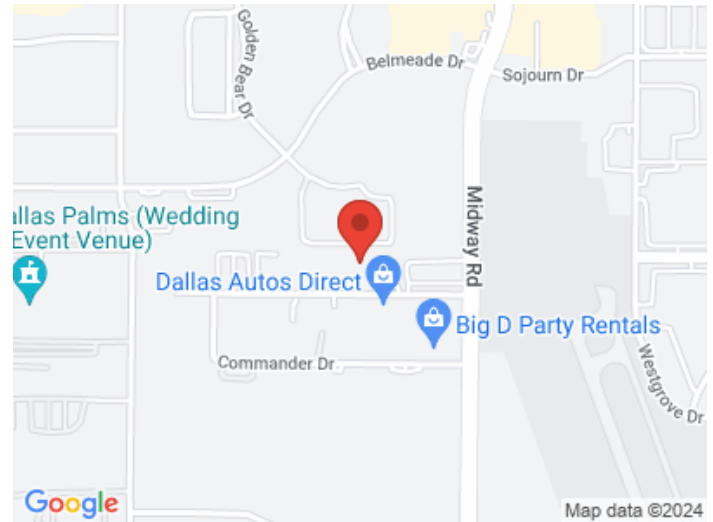 Golden Bear Dr
Belmeade Dr
Sojourn Dr
Midway Rd
allas Palms (Wedding
Event Venue)
Dallas Autos Direct
Big D Party Rentals
Commander Dr
Westgrove Dr
Google
Map data ©2024